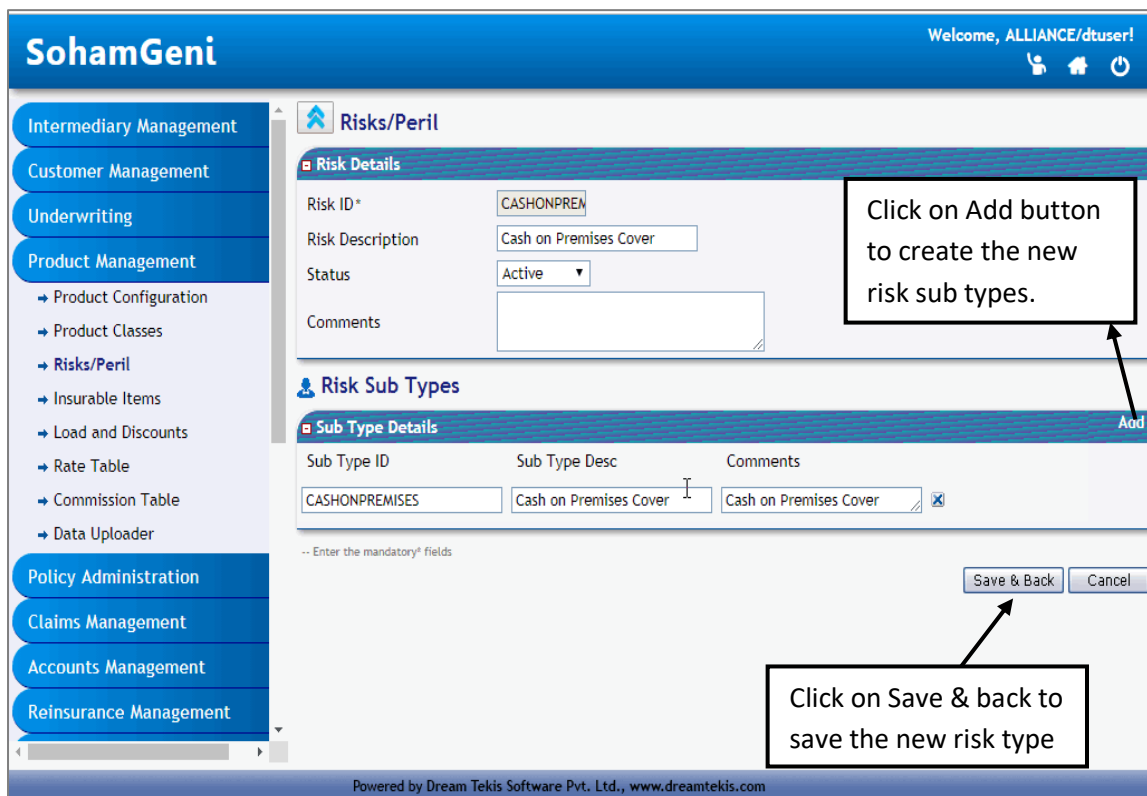 SohamGeni
Welcome, ALLIANCE/dtuser!
Intermediary Management
Customer Management
Underwriting
Product Management
Product Configuration
Product Classes
Risks/Peril
Insurable Items
Load and Discounts
Rate Table
Commission Table
Data Uploader
Policy Administration
Claims Management
Accounts Management
Reinsurance Management
Risks/Peril
Risk Details
Risk ID*
CASHONPREM
Risk Description
Cash on Premises Cover
Status
Active
Comments
Click on Add button
to create the new
risk sub types.
Risk Sub Types
Sub Type Details
Add
Sub Type ID Sub Type Desc Comments
CASHONPREMISES Cash on Premises Cover Cash on Premises Cover
-- Enter the mandatory* fields
Save & Back Cancel
Click on Save & back to
save the new risk type
Powered by Dream Tekis Software Pvt. Ltd., www.dreamtekis.com